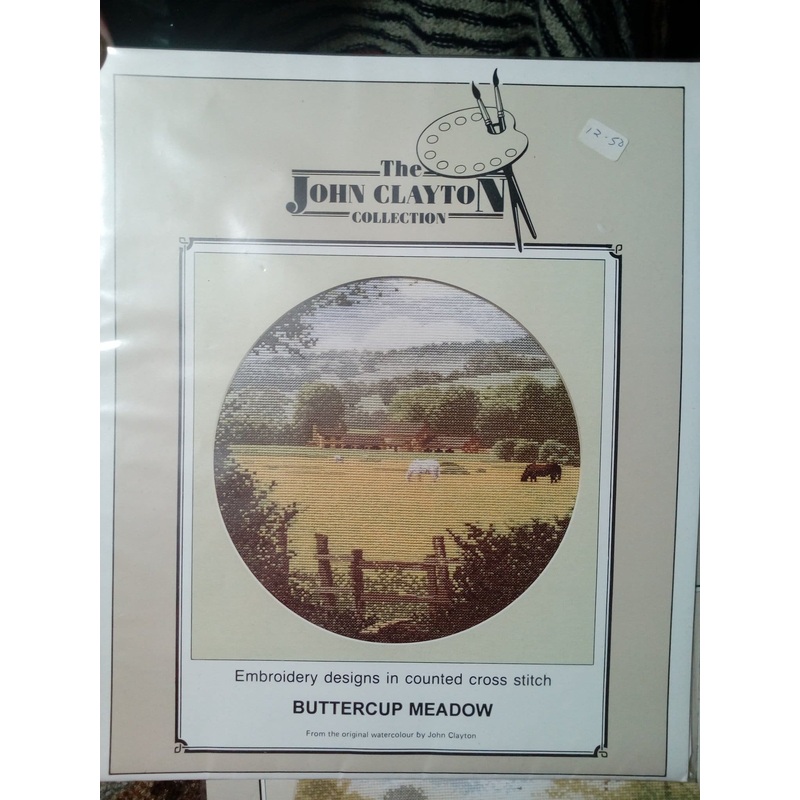 12-50
The
JOHN CLAYTON
COLLECTION
Embroidery designs in counted cross stitch
BUTTERCUP MEADOW
From the original watercolour by John Clayton